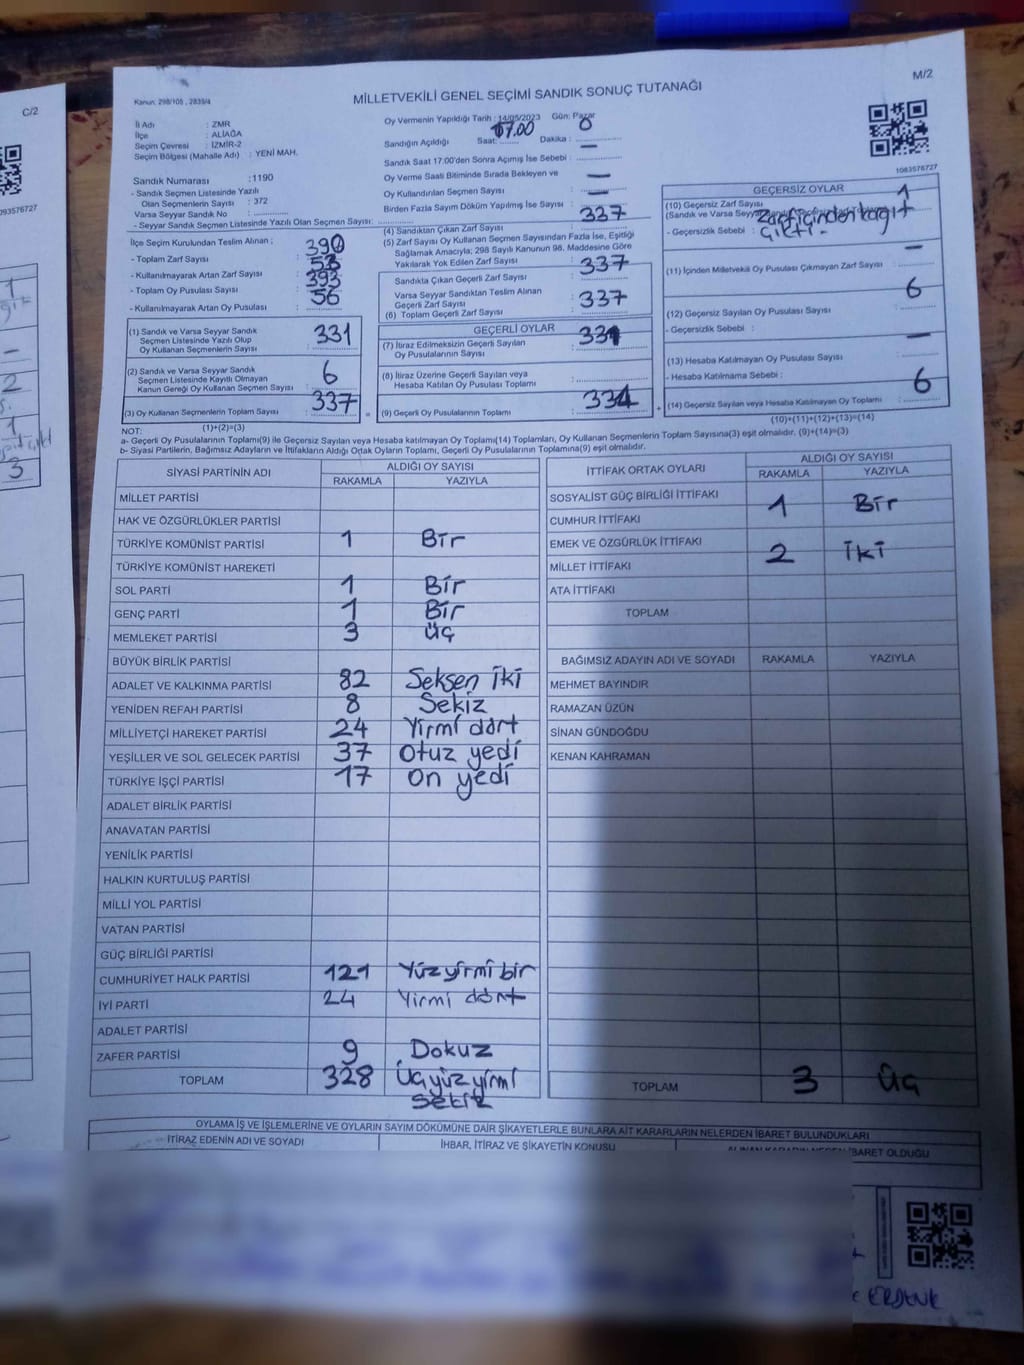 C/2
M/2
Kanun: 298/105 , 2839/4
MİLLETVEKİLİ GENEL SEÇİMİ SANDIK SONUÇ TUTANAĞI
İl Adı : ZMR
İlçe : ALİAĞA
Seçim Çevresi : İZMİR-2
Seçim Bölgesi (Mahalle Adı) : YENİ MAH.
Sandık Numarası :1190
- Sandık Seçmen Listesinde Yazılı
Olan Seçmenlerin Sayısı : 372
Varsa Seyyar Sandık No :
- Seyyar Sandık Seçmen Listesinde Yazılı Olan Seçmen Sayısı:
İlçe Seçim Kurulundan Teslim Alınan ;
- Toplam Zarf Sayısı : 390
- Kullanılmayarak Artan Zarf Sayısı : 53
- Toplam Oy Pusulası Sayısı : 393
- Kullanılmayarak Artan Oy Pusulası : 56
(1) Sandık ve Varsa Seyyar Sandık
Seçmen Listesinde Yazılı Olup
Oy Kullanan Seçmenlerin Sayısı : 331
(2) Sandık ve Varsa Seyyar Sandık
Seçmen Listesinde Kayıtlı Olmayan
Kanun Gereği Oy Kullanan Seçmen Sayısı : 6
(3) Oy Kullanan Seçmenlerin Toplam Sayısı : 337
(1)+(2)=(3)
Oy Vermenin Yapıldığı Tarih : 14/05/2023 Gün: Pazar
Sandığın Açıldığı Saat: 17.00 Dakika : 0
Sandık Saat 17:00'den Sonra Açımış İse Sebebi : —
Oy Verme Saati Bitiminde Sırada Bekleyen ve
Oy Kullandırılan Seçmen Sayısı : —
Birden Fazla Sayım Döküm Yapılmış İse Sayısı : —
(4) Sandıktan Çıkan Zarf Sayısı : 337
(5) Zarf Sayısı Oy Kullanan Seçmen Sayısından Fazla İse, Eşitliği
Sağlamak Amacıyla; 298 Sayılı Kanunun 98. Maddesine Göre
Yakılarak Yok Edilen Zarf Sayısı : —
Sandıkta Çıkan Geçerli Zarf Sayısı : 337
Varsa Seyyar Sandıktan Teslim Alınan
Geçerli Zarf Sayısı
(6) Toplam Geçerli Zarf Sayısı : 337
GEÇERLİ OYLAR
(7) İtiraz Edilmeksizin Geçerli Sayılan
Oy Pusulalarının Sayısı : 331
(8) İtiraz Üzerine Geçerli Sayılan veya
Hesaba Katılan Oy Pusulası Toplamı :
(9) Geçerli Oy Pusulalarının Toplamı : 331
1083576727
GEÇERSİZ OYLAR
(10) Geçersiz Zarf Sayısı 1
- Geçersizlik Sebebi : Zarf içinden kağıt
çıktı.
(11) İçinden Milletvekili Oy Pusulası Çıkmayan Zarf Sayısı : —
(12) Geçersiz Sayılan Oy Pusulası Sayısı 6
- Geçersizlik Sebebi :
(13) Hesaba Katılmayan Oy Pusulası Sayısı —
- Hesaba Katılmama Sebebi :
(14) Geçersiz Sayılan veya Hesaba Katılmayan Oy Toplamı : 6
(10)+(11)+(12)+(13)=(14)
NOT:
a- Geçerli Oy Pusulalarının Toplamı(9) ile Geçersiz Sayılan veya Hesaba katılmayan Oy Toplamı(14) Toplamları, Oy Kullanan Seçmenlerin Toplam Sayısına(3) eşit olmalıdır. (9)+(14)=(3)
b- Siyasi Partilerin, Bağımsız Adayların ve İttifakların Aldığı Ortak Oyların Toplamı, Geçerli Oy Pusulalarının Toplamına(9) eşit olmalıdır.
SİYASİ PARTİNİN ADI ALDIĞI OY SAYISI
RAKAMLA YAZIYLA
MİLLET PARTİSİ
HAK VE ÖZGÜRLÜKLER PARTİSİ
TÜRKİYE KOMÜNİST PARTİSİ 1 Bir
TÜRKİYE KOMÜNİST HAREKETİ
SOL PARTİ 1 Bir
GENÇ PARTİ 1 Bir
MEMLEKET PARTİSİ 3 üç
BÜYÜK BİRLİK PARTİSİ
ADALET VE KALKINMA PARTİSİ 82 Seksen iki
YENİDEN REFAH PARTİSİ 8 Sekiz
MİLLİYETÇİ HAREKET PARTİSİ 24 Yirmi dört
YEŞİLLER VE SOL GELECEK PARTİSİ 37 otuz yedi
TÜRKİYE İŞÇİ PARTİSİ 17 on yedi
ADALET BİRLİK PARTİSİ
ANAVATAN PARTİSİ
YENİLİK PARTİSİ
HALKIN KURTULUŞ PARTİSİ
MİLLİ YOL PARTİSİ
VATAN PARTİSİ
GÜÇ BİRLİĞİ PARTİSİ
CUMHURİYET HALK PARTİSİ 121 Yüz yirmi bir
İYİ PARTİ 24 Yirmi dört
ADALET PARTİSİ
ZAFER PARTİSİ 9 Dokuz
TOPLAM 328 Üçyüz yirmi
sekiz
İTTİFAK ORTAK OYLARI ALDIĞI OY SAYISI
RAKAMLA YAZIYLA
SOSYALİST GÜÇ BİRLİĞİ İTTİFAKI
CUMHUR İTTİFAKI 1 Bir
EMEK VE ÖZGÜRLÜK İTTİFAKI
MİLLET İTTİFAKI 2 iki
ATA İTTİFAKI
TOPLAM
BAĞIMSIZ ADAYIN ADI VE SOYADI RAKAMLA YAZIYLA
MEHMET BAYINDIR
RAMAZAN ÜZÜN
SİNAN GÜNDOĞDU
KENAN KAHRAMAN
TOPLAM 3 üç
OYLAMA İŞ VE İŞLEMLERİNE VE OYLARIN SAYIM DÖKÜMÜNE DAİR ŞİKAYETLERLE BUNLARA AİT KARARLARIN NELERDEN İBARET BULUNDUKLARI
İTİRAZ EDENİN ADI VE SOYADI İHBAR, İTİRAZ VE ŞİKAYETİN KONUSU İBARET OLDUĞU
ERDENK